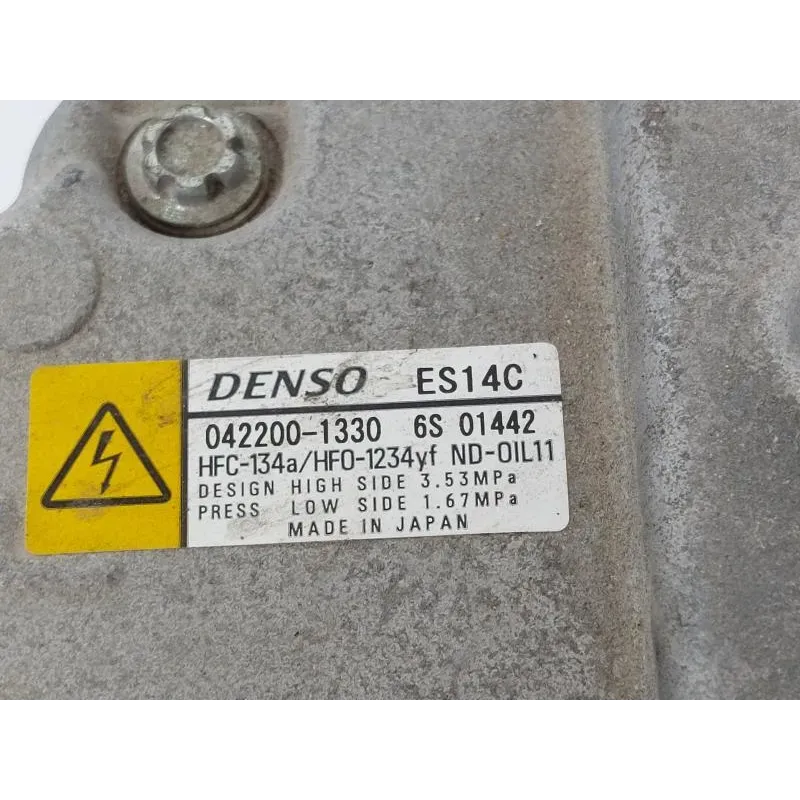 DENSO ES14C
042200-1330 6S 01442
HFC-134a/HFO-1234yf ND-OIL11
DESIGN HIGH SIDE 3.53MPa
PRESS LOW SIDE 1.67MPa
MADE IN JAPAN